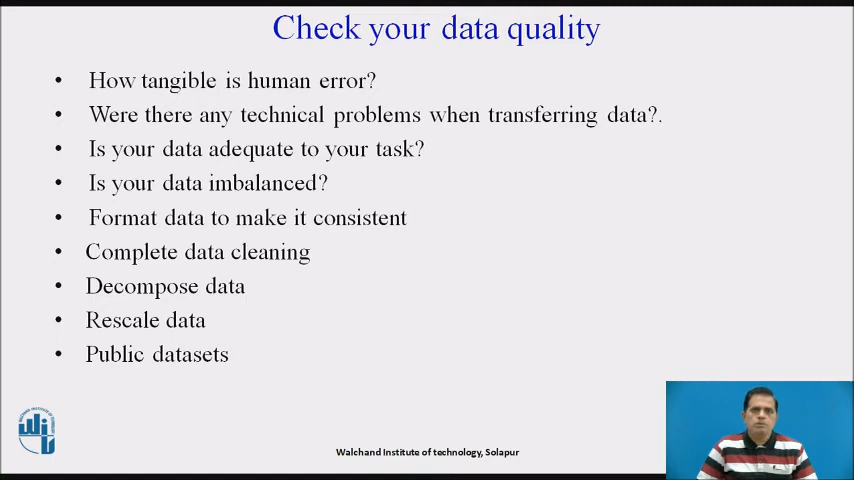 Check your data quality
• How tangible is human error?
• Were there any technical problems when transferring data?.
• Is your data adequate to your task?
• Is your data imbalanced?
• Format data to make it consistent
• Complete data cleaning
• Decompose data
• Rescale data
• Public datasets
Walchand Institute of technology, Solapur